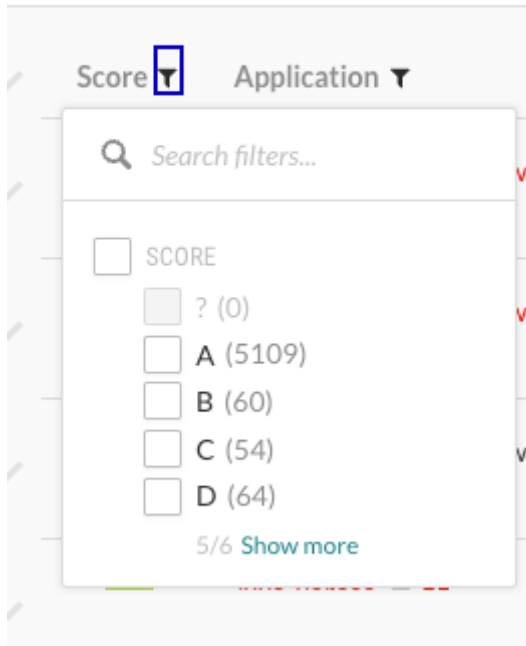 Score Application
Search filters...
SCORE
? (0)
A (5109)
B (60)
C (54)
D (64)
5/6 Show more